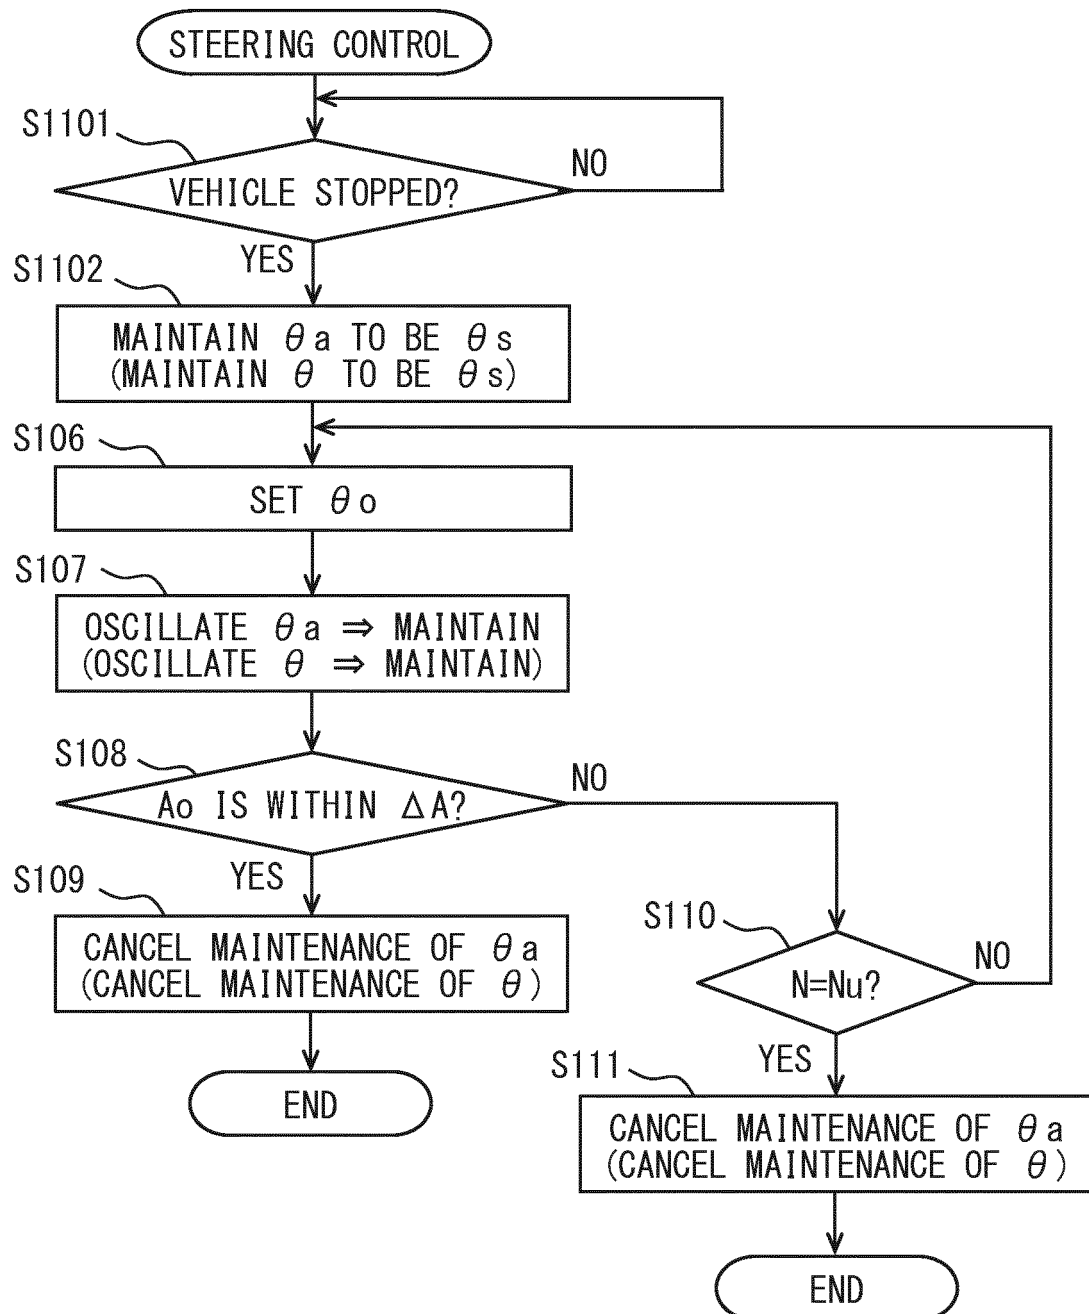 STEERING CONTROL
S1101
VEHICLE STOPPED?
NO
YES
S1102
MAINTAIN θa TO BE θs
(MAINTAIN θ TO BE θs)
S106
SET θo
S107
OSCILLATE θa ⇒ MAINTAIN
(OSCILLATE θ ⇒ MAINTAIN)
S108
Ao IS WITHIN ΔA?
NO
YES
S109
CANCEL MAINTENANCE OF θa
(CANCEL MAINTENANCE OF θ)
END
S110
N=Nu?
NO
YES
S111
CANCEL MAINTENANCE OF θa
(CANCEL MAINTENANCE OF θ)
END